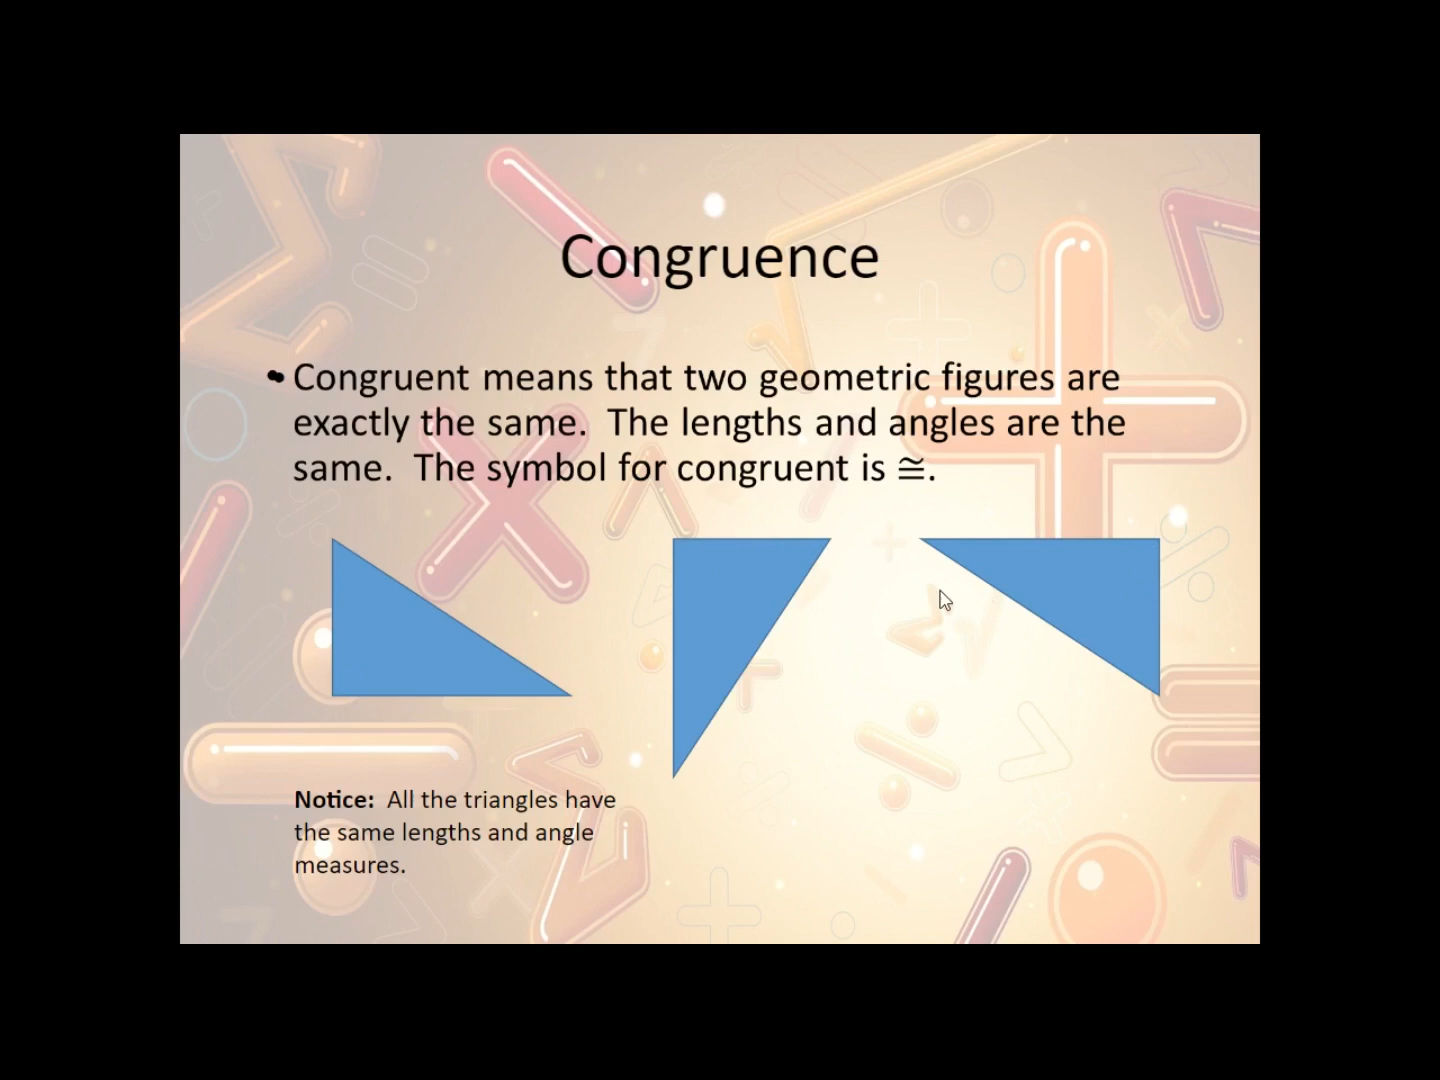 Congruence
• Congruent means that two geometric figures are
exactly the same.  The lengths and angles are the
same.  The symbol for congruent is ≅.
Notice:  All the triangles have
the same lengths and angle
measures.